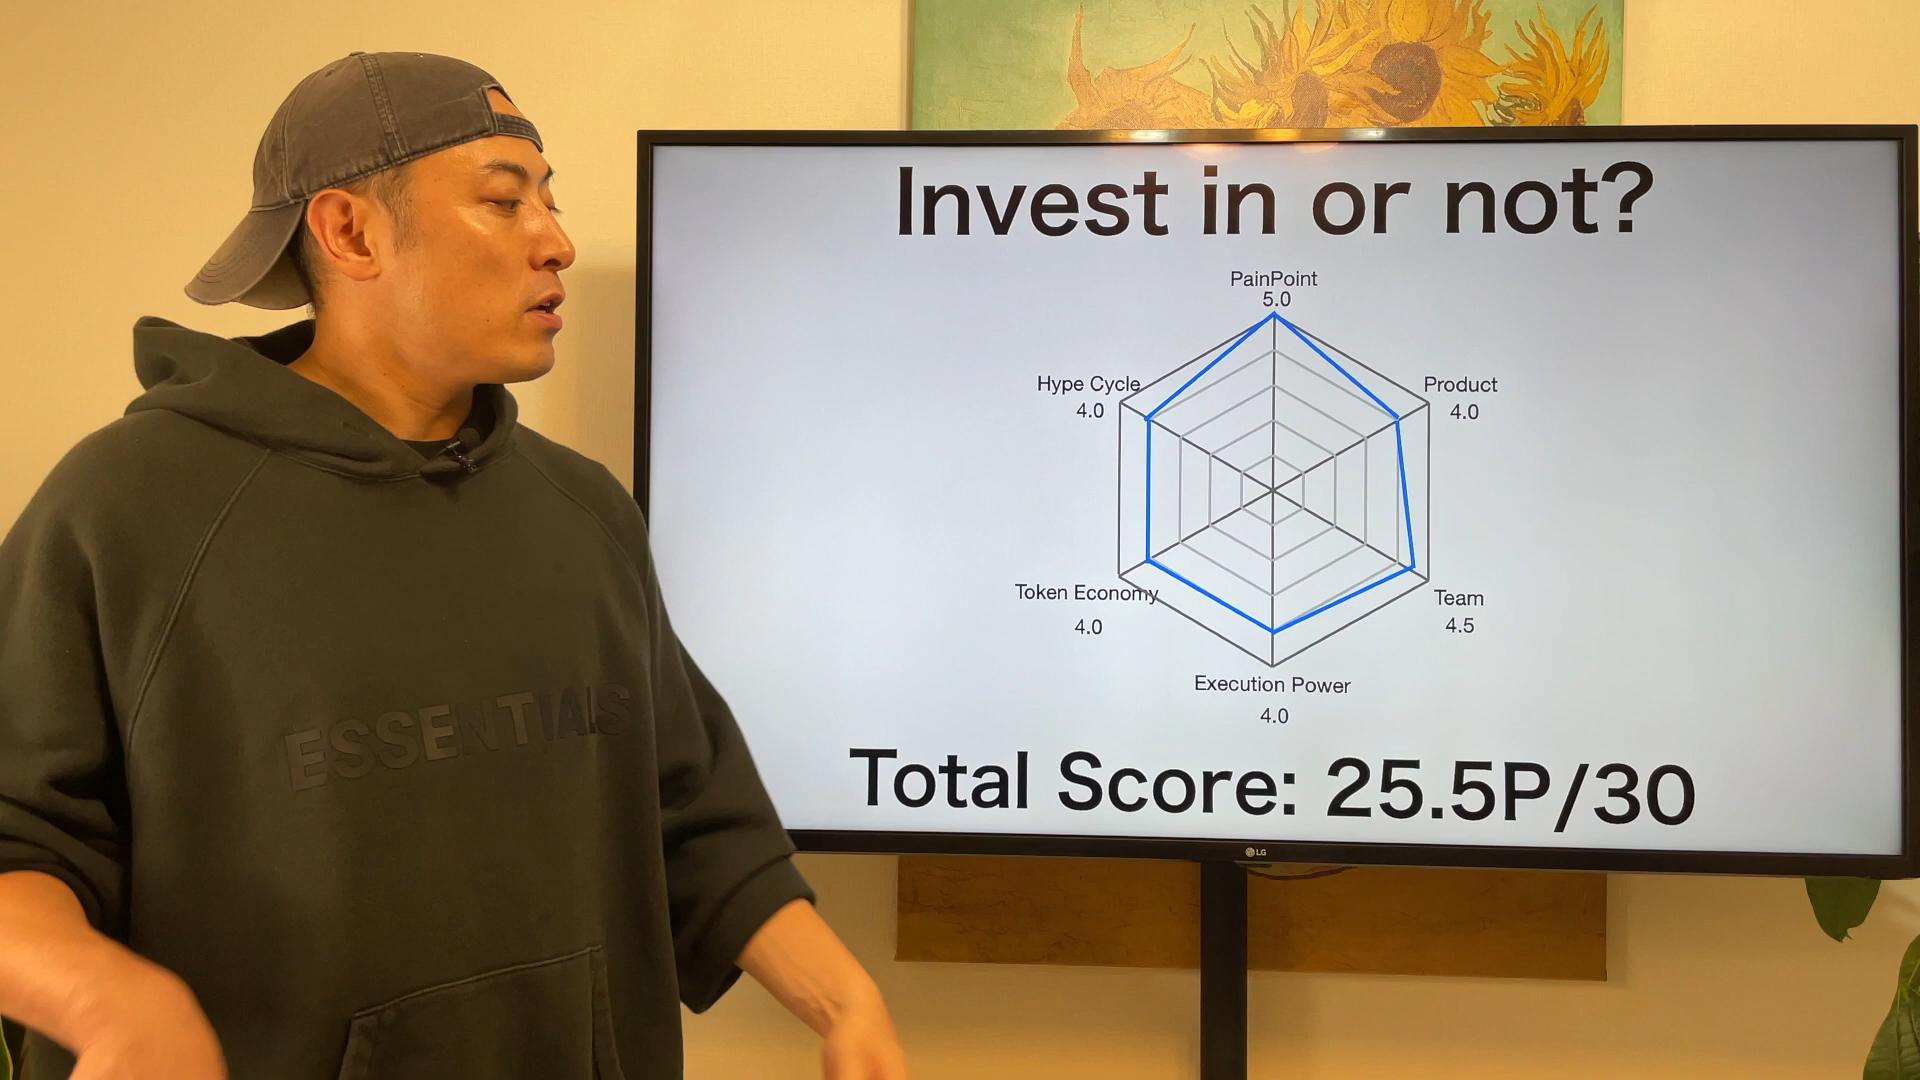 Invest in or not?
PainPoint
5.0
Hype Cycle
4.0
Product
4.0
Token Economy
4.0
Team
4.5
Execution Power
4.0
Total Score: 25.5P/30
LG
ESSENTIALS